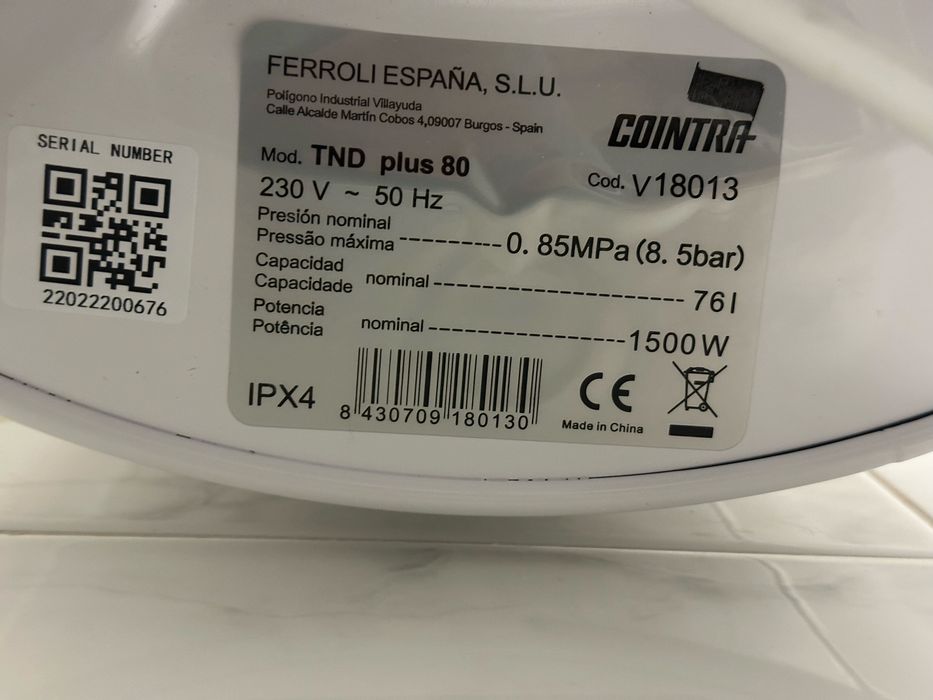 SERIAL NUMBER
22022200676
FERROLI ESPAÑA, S.L.U.
Polígono Industrial Villayuda
Calle Alcalde Martín Cobos 4,09007 Burgos - Spain
COINTRA
Mod. TND plus 80
Cod. V18013
230 V ~ 50 Hz
Presión nominal
Pressão máxima ---------- 0. 85MPa (8. 5bar)
Capacidad
Capacidade nominal ------------------------- 76l
Potencia
Potência nominal -------------------- 1500W
IPX4
8 430709 180130
CE
Made in China